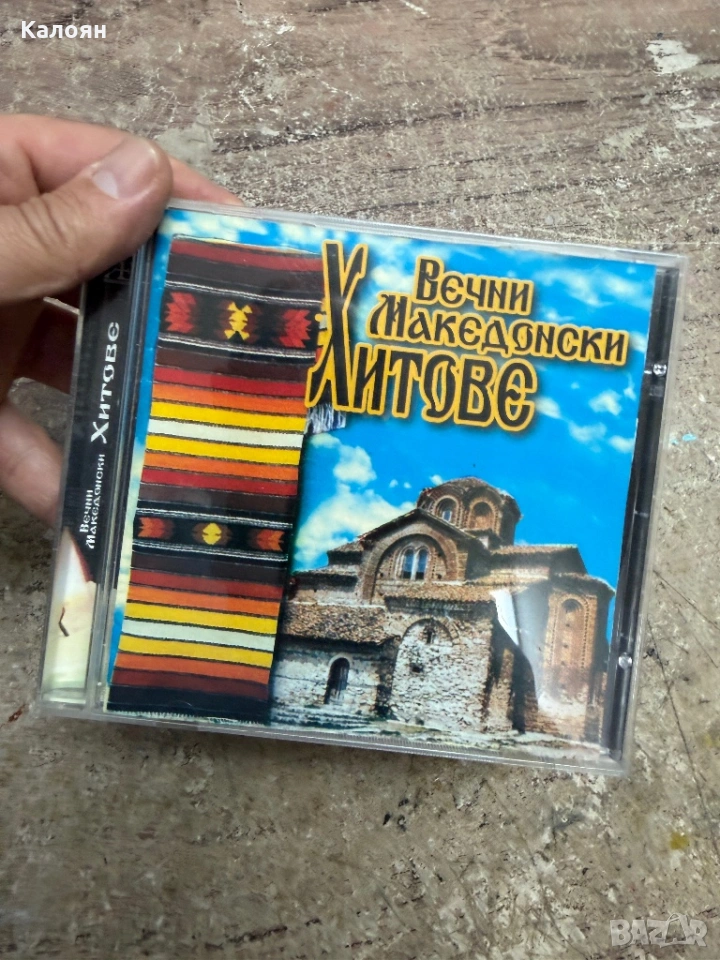 Калоян
Вечни
Македонски
Хитове
Вечни
Македонски
Хитове
BAZAR